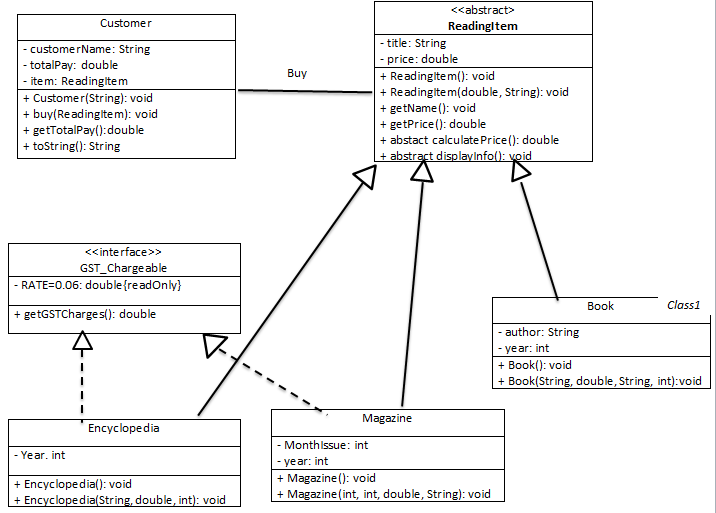 Customer
- customerName: String
- totalPay: double
- item: ReadingItem
+ Customer(String): void
+ buy(ReadingItem): void
+ getTotalPay():double
+ toString(): String
Buy
<<abstract>
ReadingItem
- title: String
- price: double
+ ReadingItem(): void
+ ReadingItem(double, String): void
+ getName(): void
+ getPrice(): double
+ abstact calculatePrice(): double
+ abstract displayInfo(): void
<<interface>>
GST_Chargeable
- RATE=0.06: double{readOnly}
+ getGSTCharges(): double
Book
Class1
- author: String
- year: int
+ Book(): void
+ Book(String, double, String, int):void
Encyclopedia
- Year. int
+ Encyclopedia(): void
+ Encyclopedia(String, double, int): void
Magazine
- MonthIssue: int
- year: int
+ Magazine(): void
+ Magazine(int, int, double, String): void